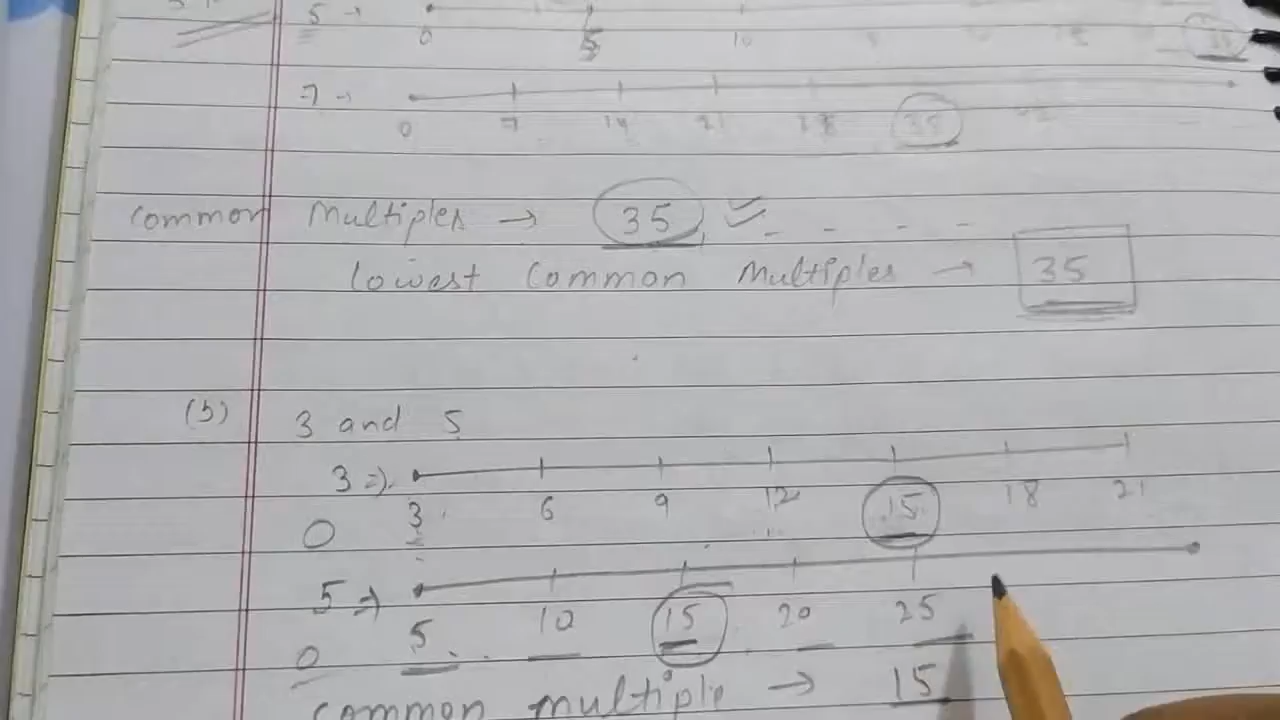 5 →
0 5 10
7 →
0 7 14 21 28 35
Common Multiples → 35
lowest common Multiples → 35
(b) 3 and 5
3 ⇒
0 3 6 9 12 15 18 21
5 ⇒
0 5 10 15 20 25
common multiple → 15